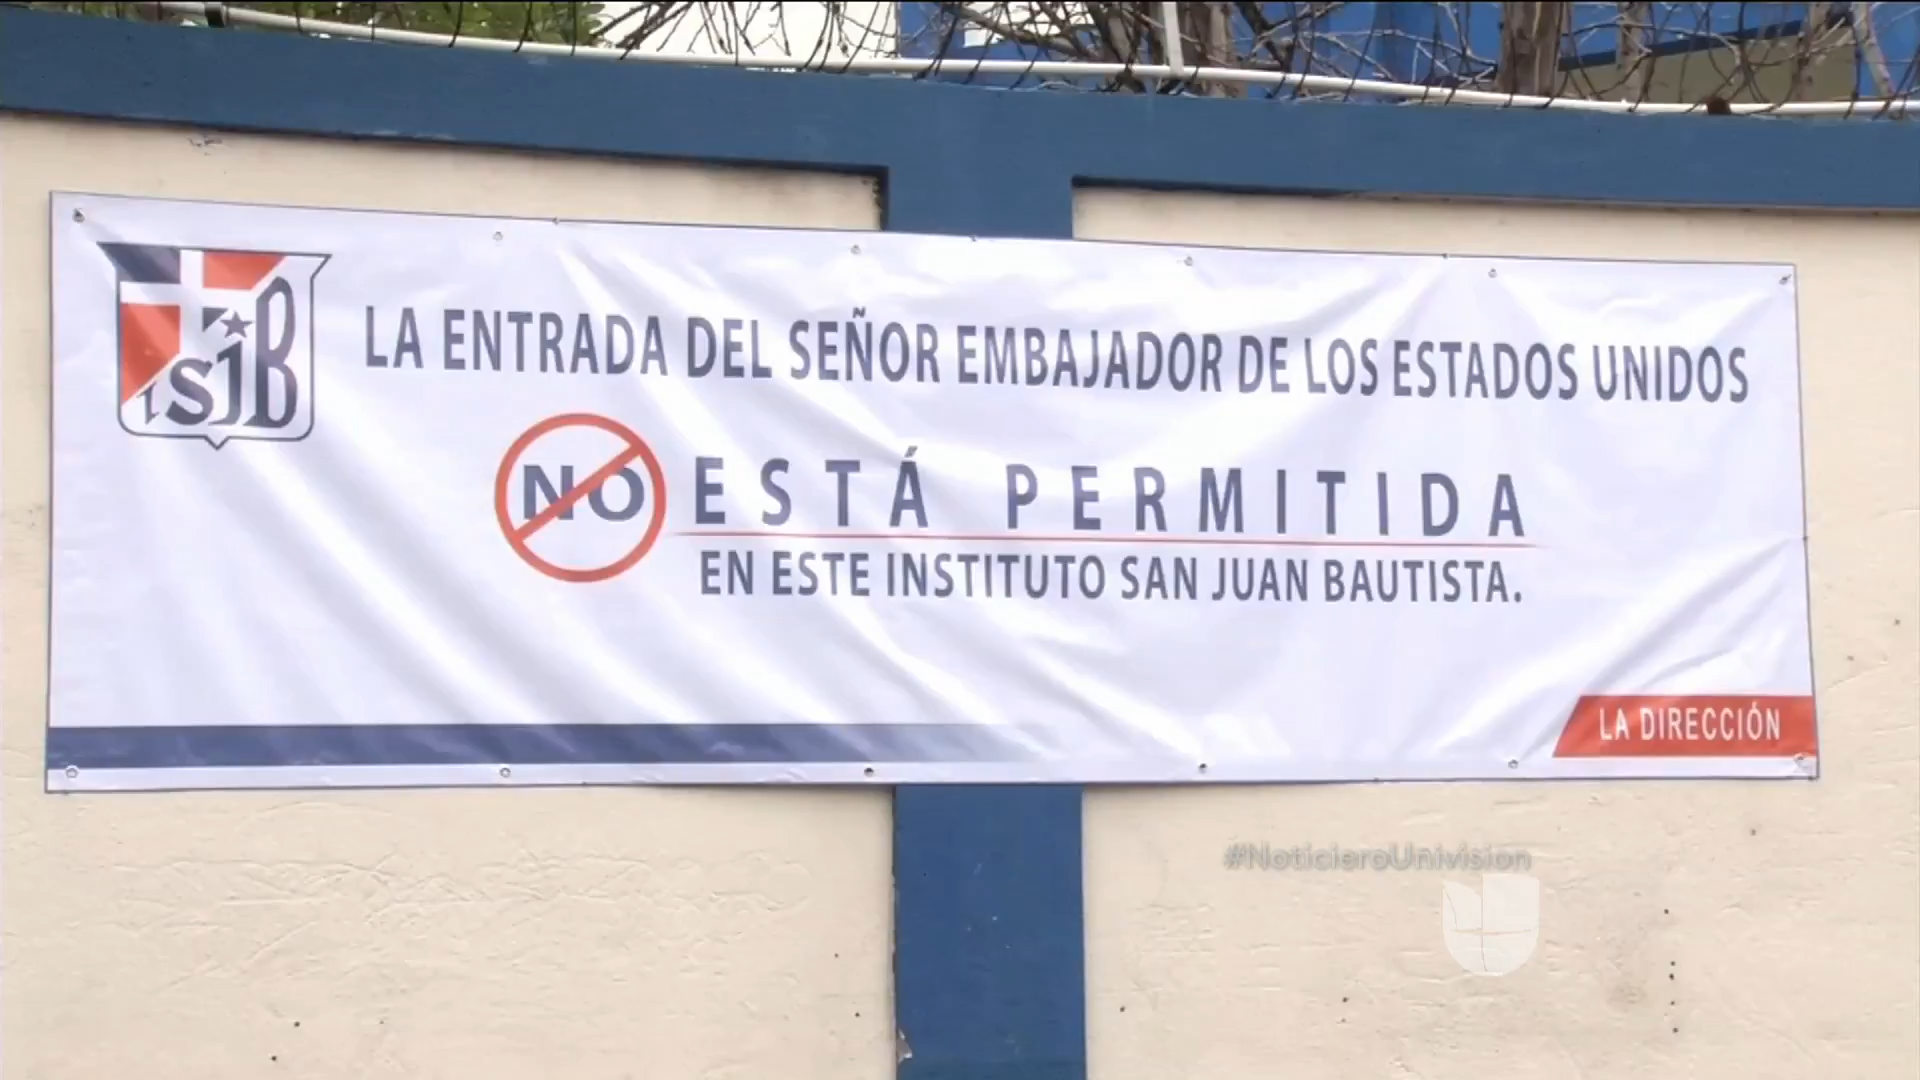 ISJB
LA ENTRADA DEL SEÑOR EMBAJADOR DE LOS ESTADOS UNIDOS
NO ESTÁ PERMITIDA
EN ESTE INSTITUTO SAN JUAN BAUTISTA.
LA DIRECCIÓN
#NoticieroUnivision